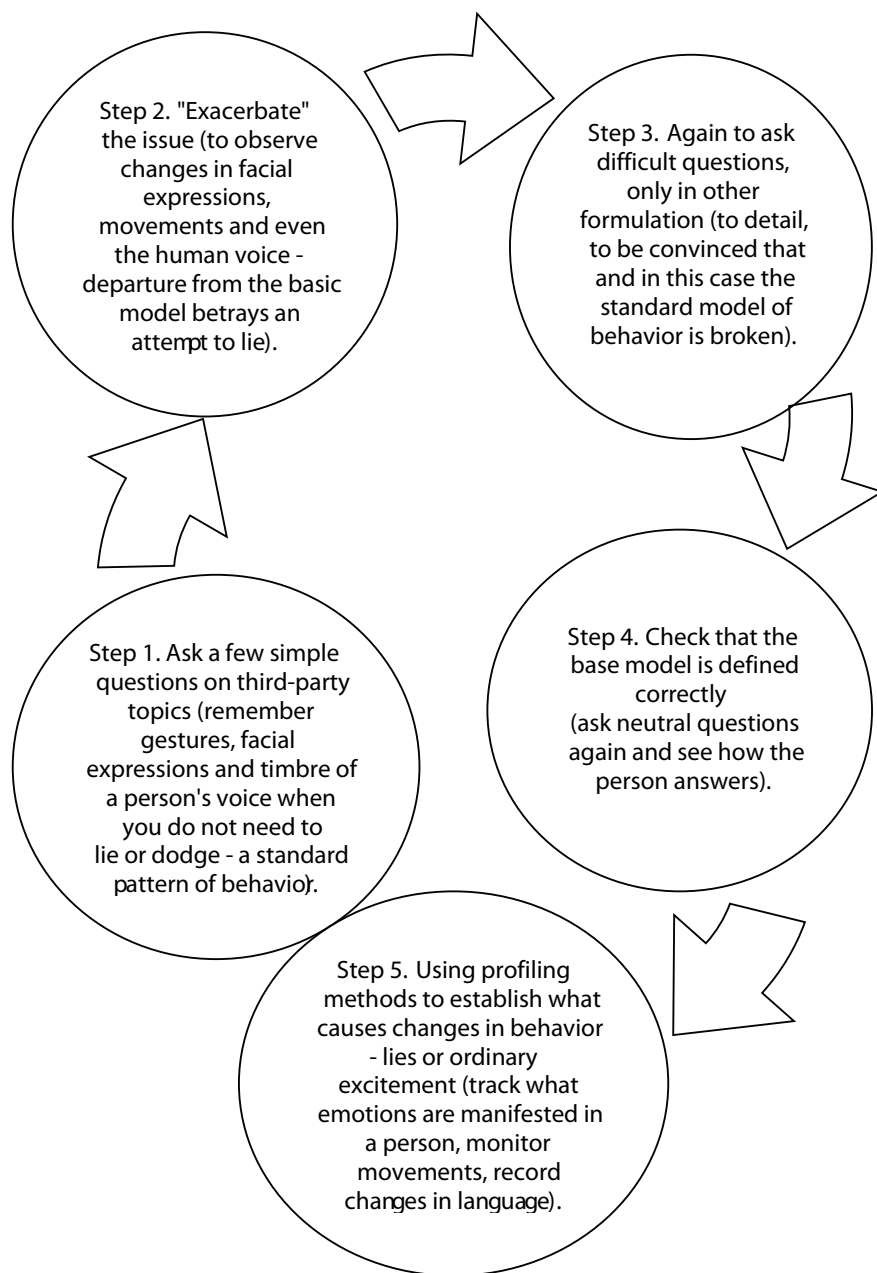 Step 1. Ask a few simple
questions on third-party
topics (remember
gestures, facial
expressions and timbre of
a person's voice when
you do not need to
lie or dodge - a standard
pattern of behavior.
Step 2. "Exacerbate"
the issue (to observe
changes in facial
expressions,
movements and even
the human voice -
departure from the basic
model betrays an
attempt to lie).
Step 3. Again to ask
difficult questions,
only in other
formulation (to detail,
to be convinced that
and in this case the
standard model of
behavior is broken).
Step 4. Check that the
base model is defined
correctly
(ask neutral questions
again and see how the
person answers).
Step 5. Using profiling
methods to establish what
causes changes in behavior
- lies or ordinary
excitement (track what
emotions are manifested in
a person, monitor
movements, record
changes in language).